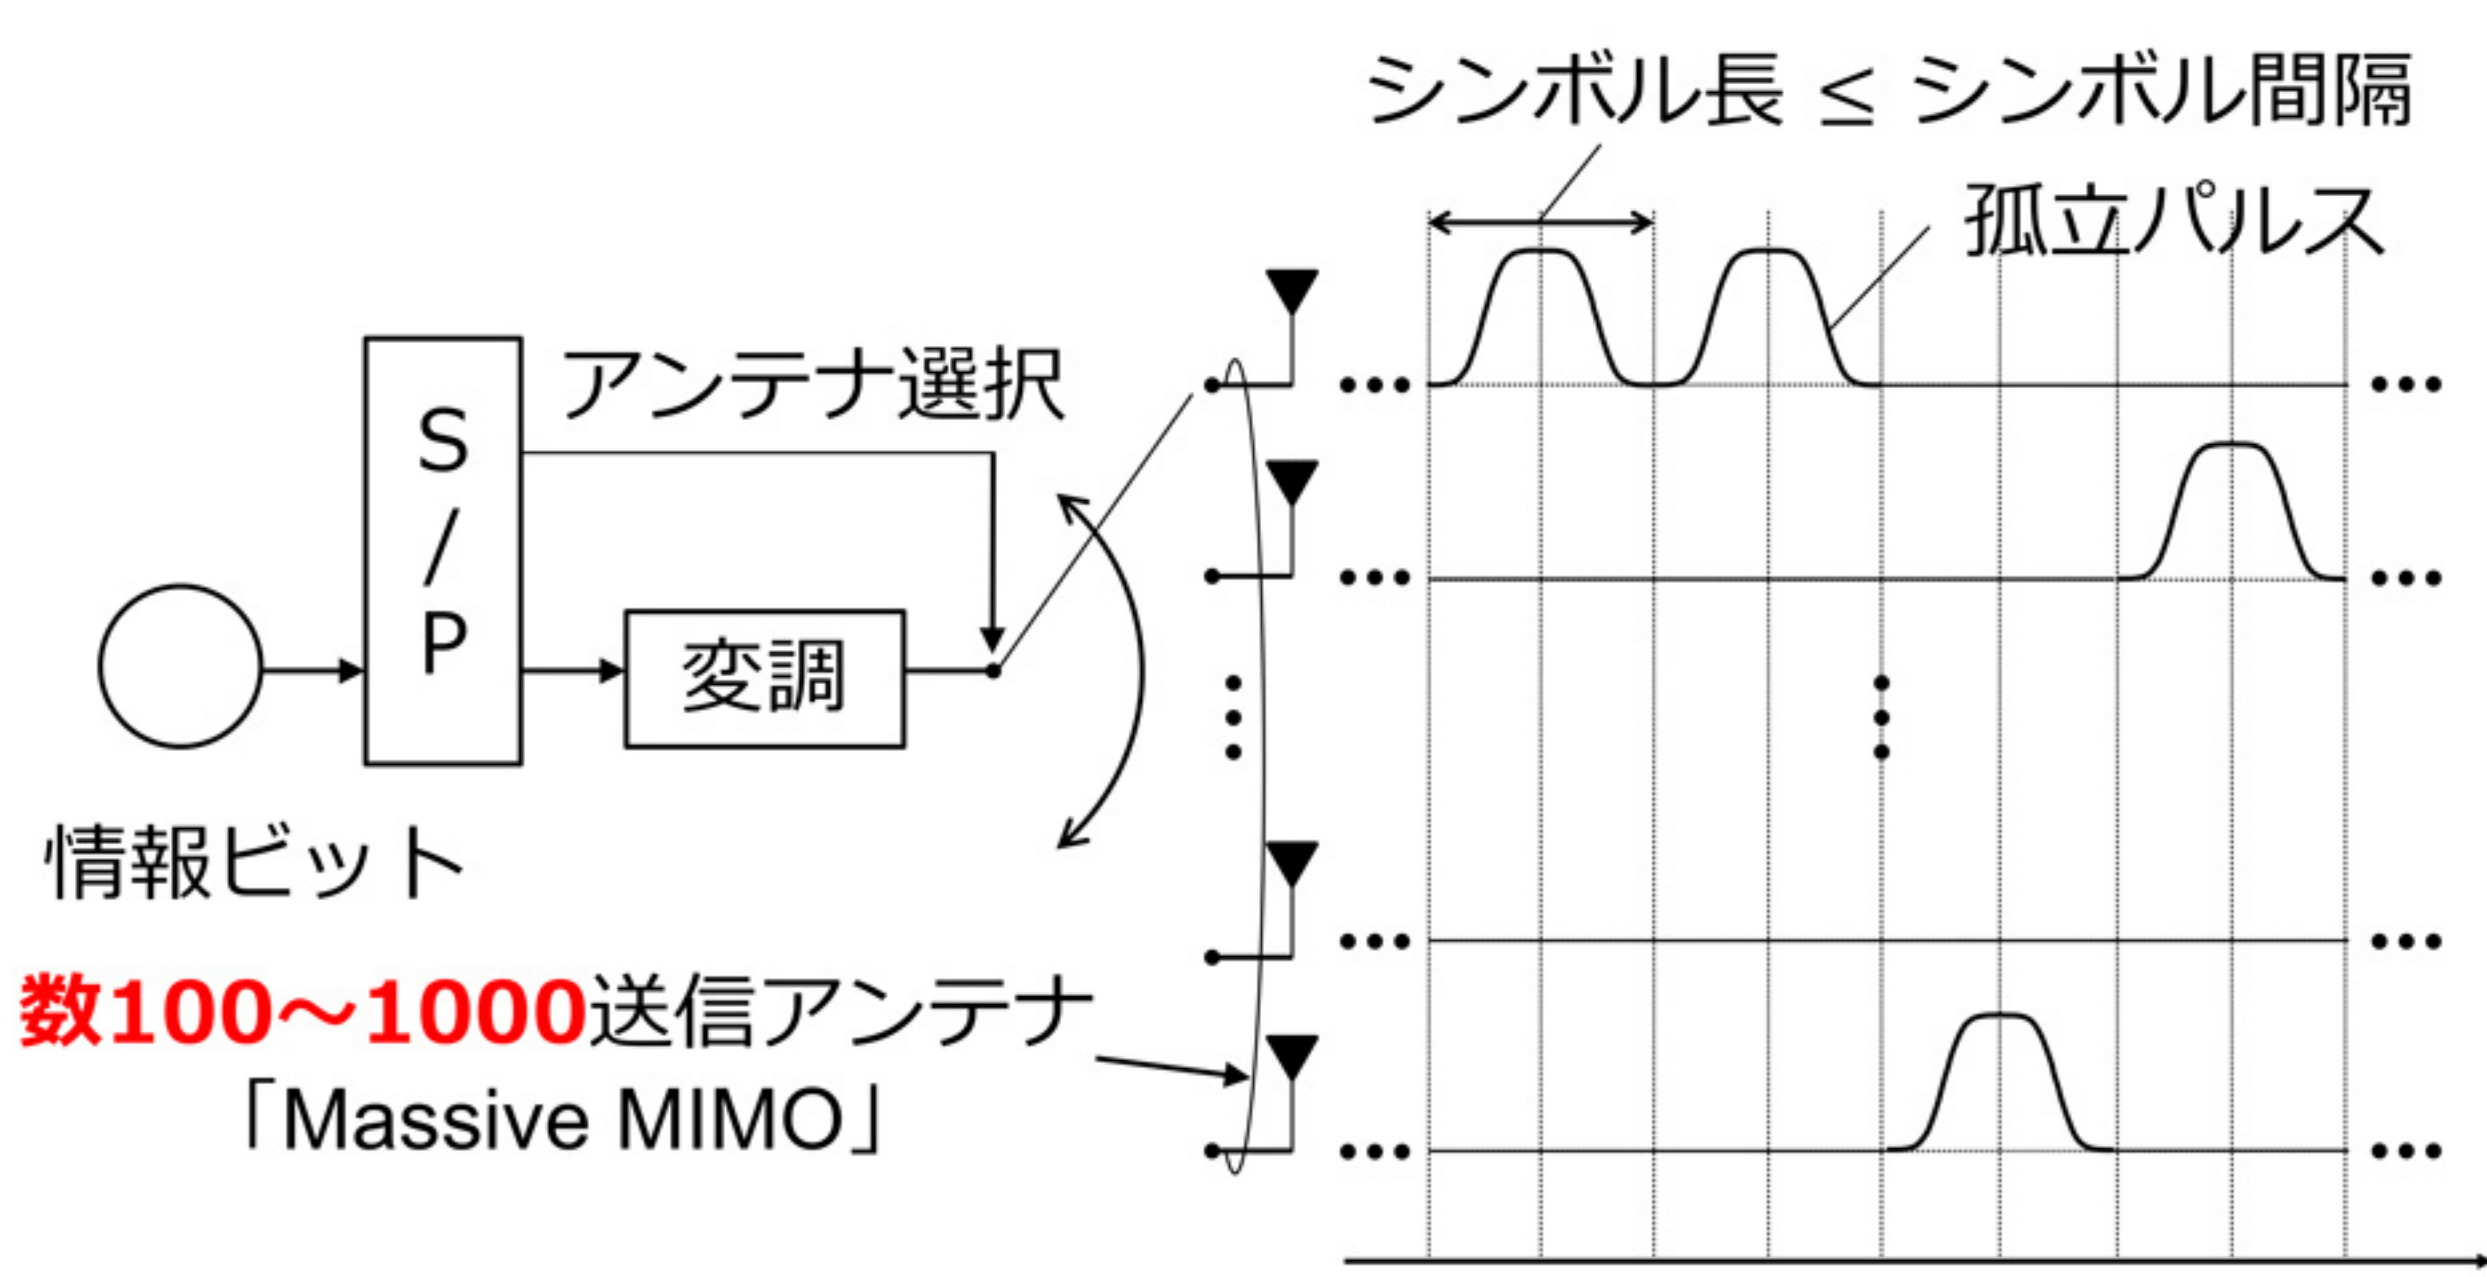 シンボル長 ≤ シンボル間隔
孤立パルス
アンテナ選択
S
/
P
変調
情報ビット
数100～1000送信アンテナ
「Massive MIMO」